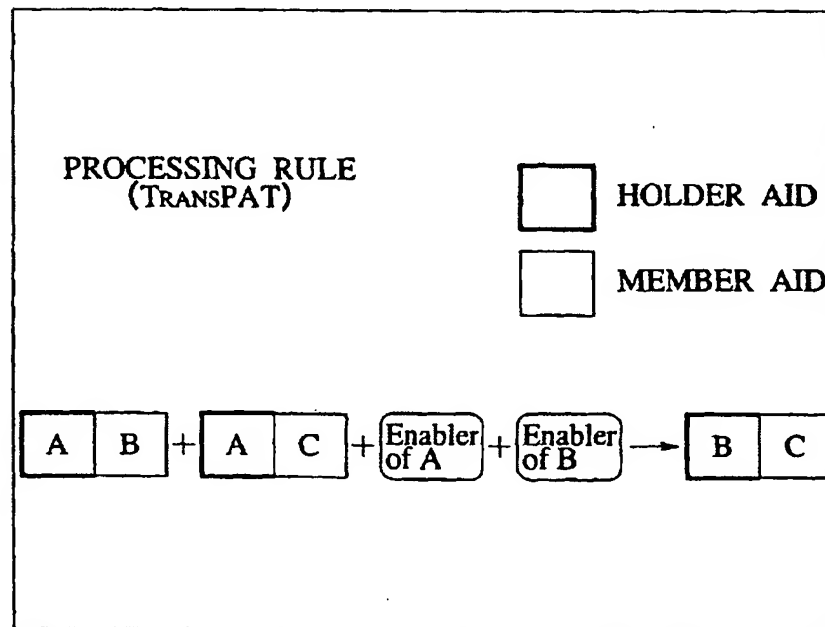 PROCESSING RULE
(TRANSPAT)
HOLDER AID
MEMBER AID
A B + A C + Enabler of A + Enabler of B → B C